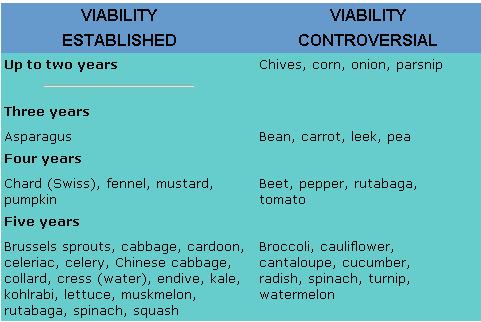 VIABILITY
ESTABLISHED
VIABILITY
CONTROVERSIAL
Up to two years
Chives, corn, onion, parsnip
Three years
Asparagus
Bean, carrot, leek, pea
Four years
Chard (Swiss), fennel, mustard,
pumpkin
Beet, pepper, rutabaga,
tomato
Five years
Brussels sprouts, cabbage, cardoon,
celeriac, celery, Chinese cabbage,
collard, cress (water), endive, kale,
kohlrabi, lettuce, muskmelon,
rutabaga, spinach, squash
Broccoli, cauliflower,
cantaloupe, cucumber,
radish, spinach, turnip,
watermelon